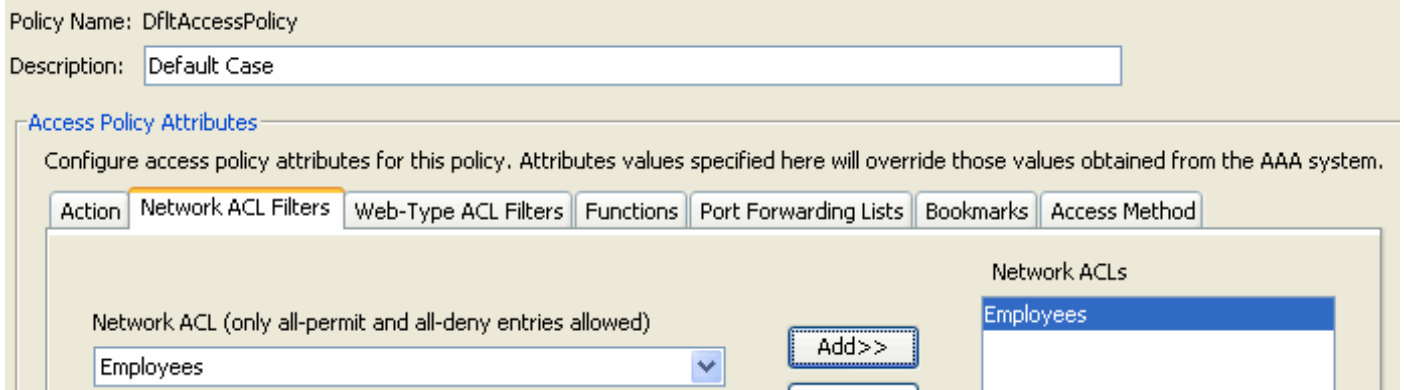 Policy Name: DfltAccessPolicy
Description: Default Case
Access Policy Attributes
Configure access policy attributes for this policy. Attributes values specified here will override those values obtained from the AAA system.
Action Network ACL Filters Web-Type ACL Filters Functions Port Forwarding Lists Bookmarks Access Method
Network ACLs
Network ACL (only all-permit and all-deny entries allowed)
Employees
Add>>
Employees